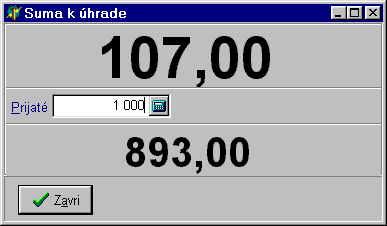 Suma k úhrade
107,00
Prijaté 1 000
893,00
Zavri